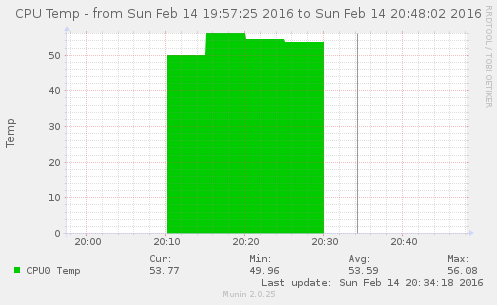 CPU Temp - from Sun Feb 14 19:57:25 2016 to Sun Feb 14 20:48:02 2016
RRDTOOL / TOBI OETIKER
Temp
50
40
30
20
10
0
20:00 20:10 20:20 20:30 20:40
Cur: Min: Avg: Max:
CPU0 Temp 53.77 49.96 53.59 56.08
Last update: Sun Feb 14 20:34:18 2016
Munin 2.0.25